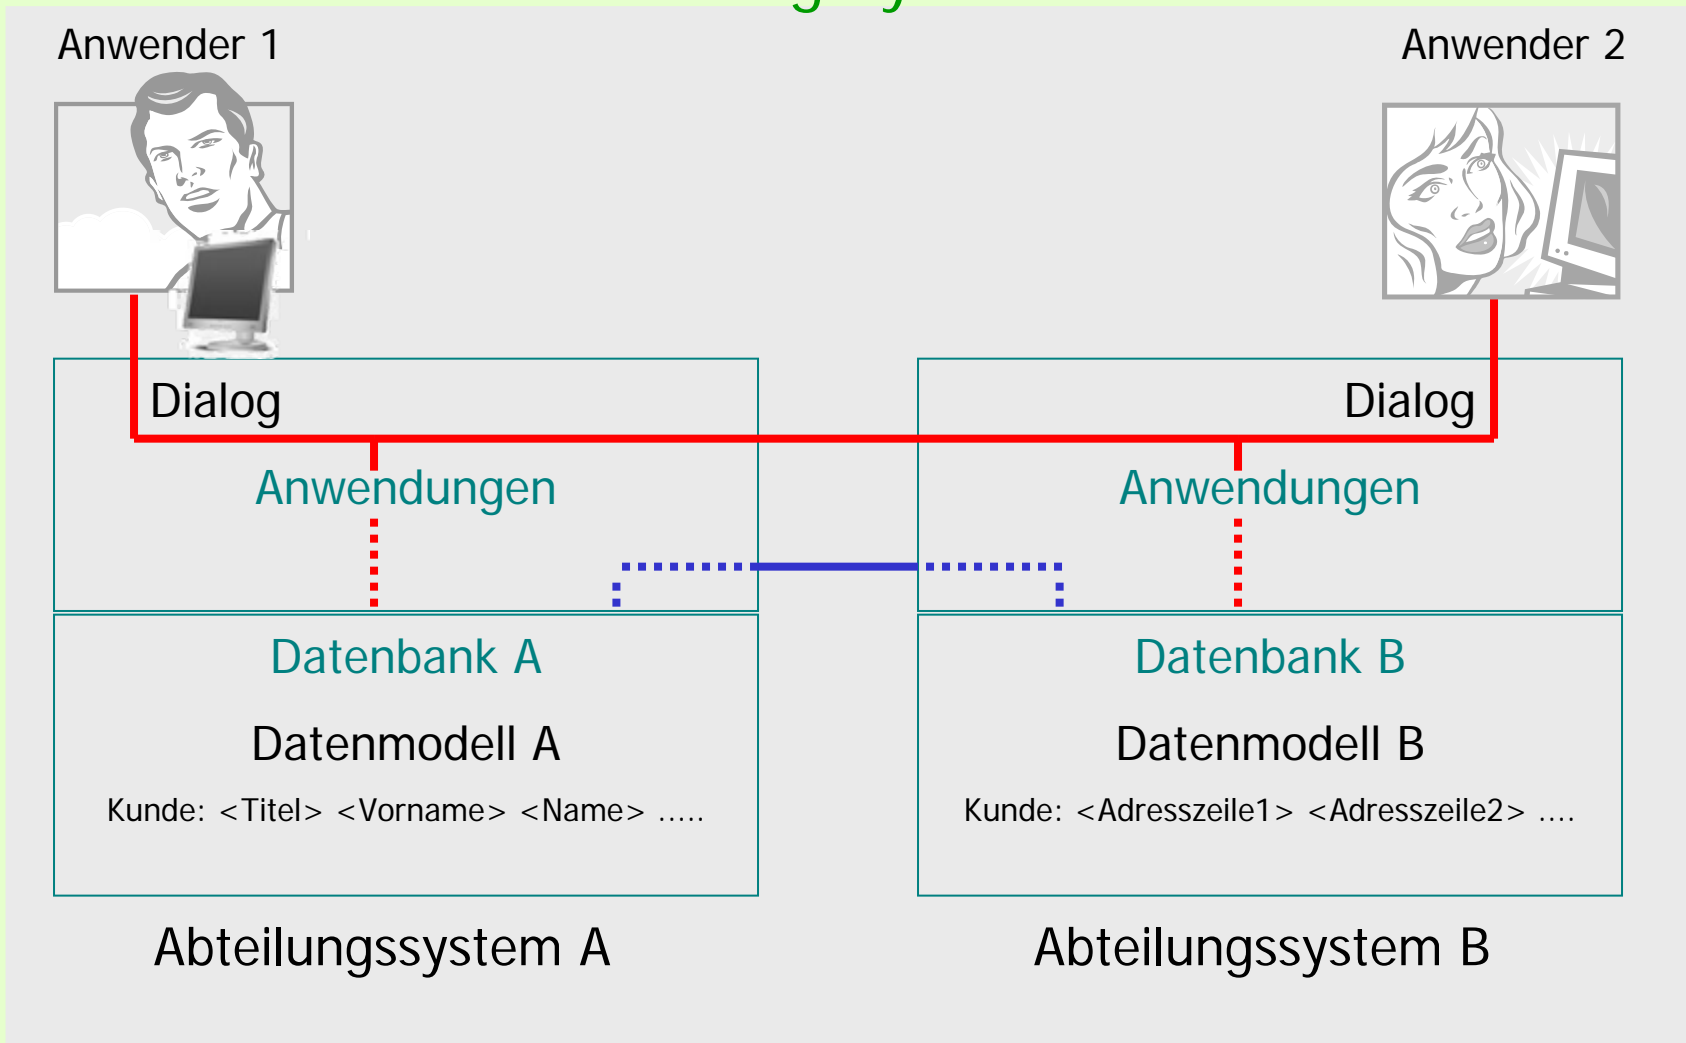 Anwender 1
Anwender 2
Dialog
Dialog
Anwendungen
Anwendungen
Datenbank A
Datenbank B
Datenmodell A
Datenmodell B
Kunde: <Titel> <Vorname> <Name> .....
Kunde: <Adresszeile1> <Adresszeile2> ....
Abteilungssystem A
Abteilungssystem B